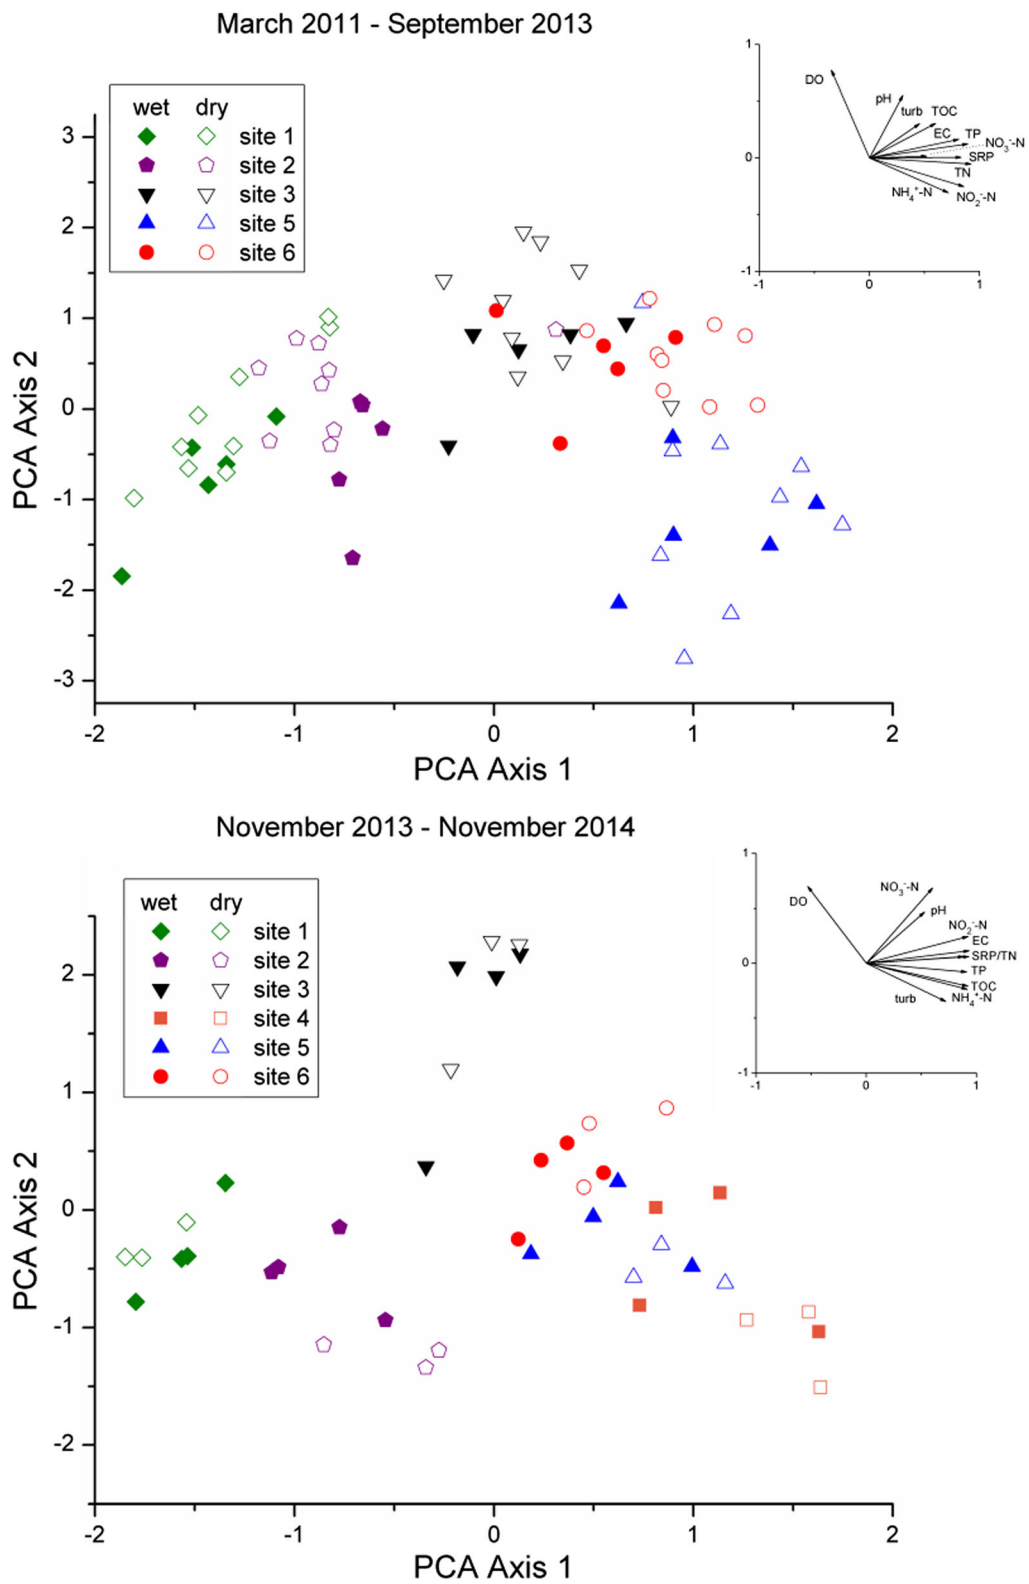 March 2011 - September 2013
wet dry
site 1
site 2
site 3
site 5
site 6
1
DO
pH
turb TOC
EC TP
NO₃⁻-N
0
SRP
TN
NH₄⁺-N
NO₂⁻-N
-1
-1 0 1
3
2
1
0
-1
-2
-3
PCA Axis 2
-2 -1 0 1 2
PCA Axis 1
November 2013 - November 2014
wet dry
site 1
site 2
site 3
site 4
site 5
site 6
1
NO₃⁻-N
DO
pH
NO₂⁻-N
EC
0
SRP/TN
TP
TOC
turb NH₄⁺-N
-1
-1 0 1
2
1
0
-1
-2
PCA Axis 2
-2 -1 0 1 2
PCA Axis 1